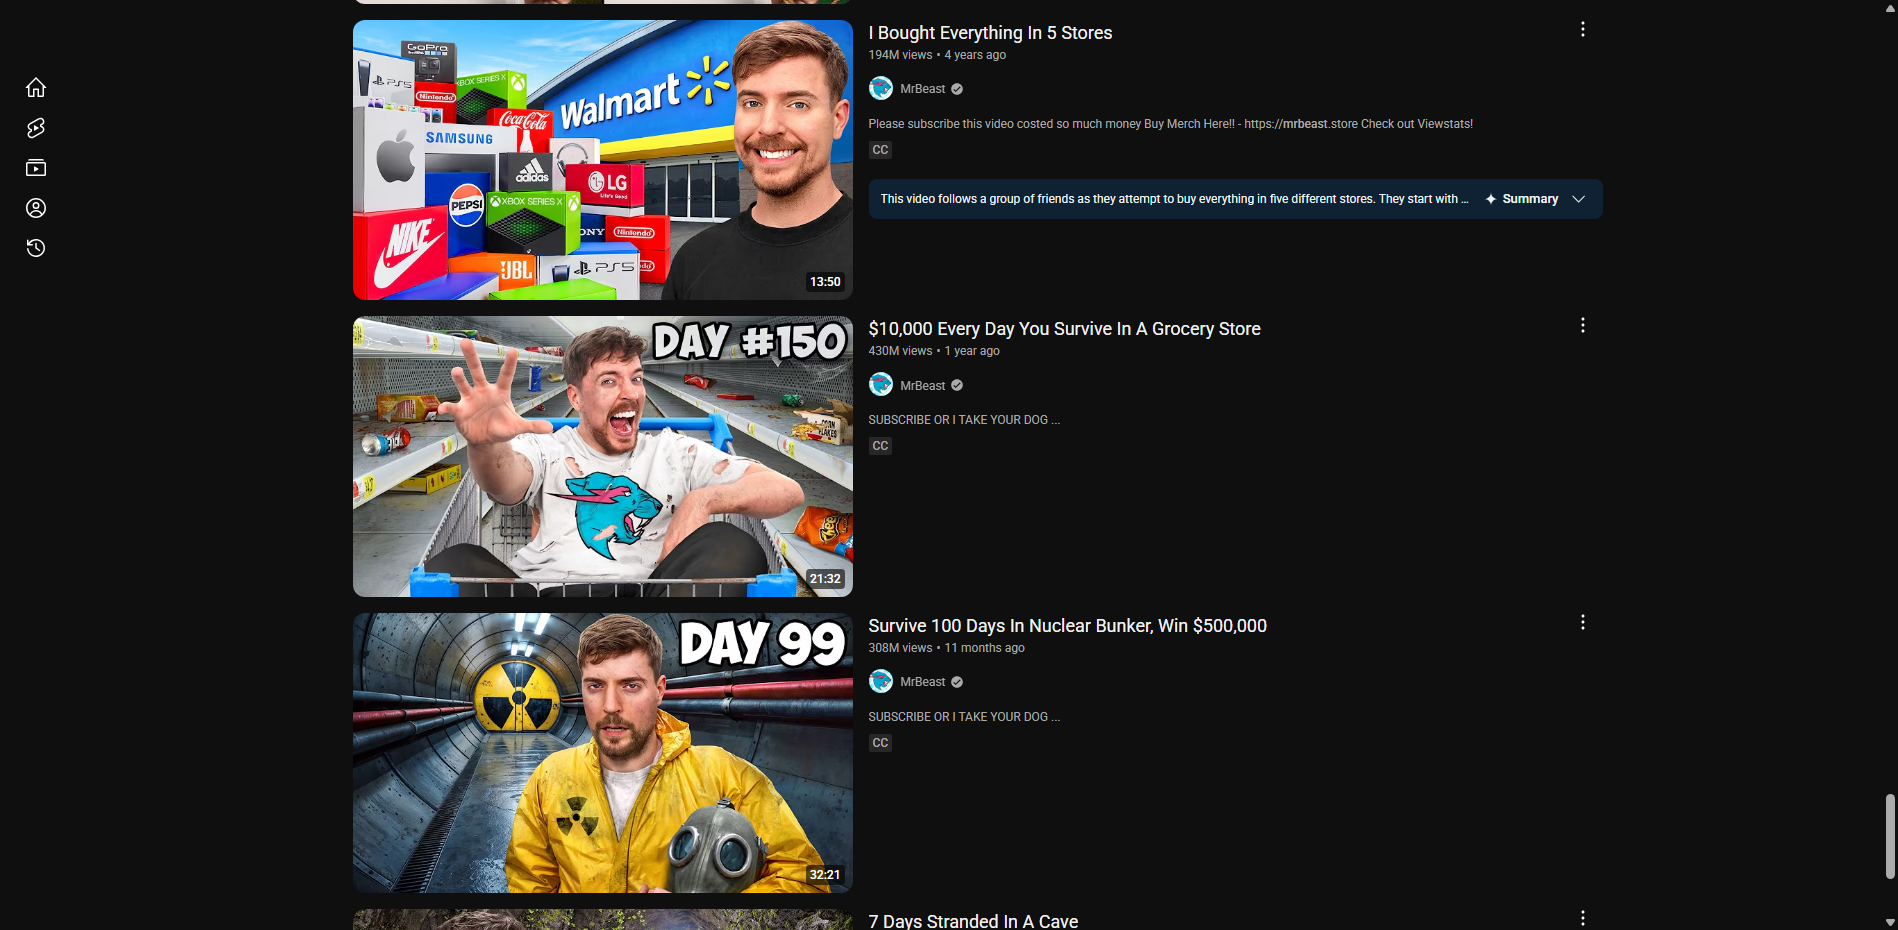 I Bought Everything In 5 Stores
194M views • 4 years ago
MrBeast
Please subscribe this video costed so much money Buy Merch Here!! - https://mrbeast.store Check out Viewstats!
CC
This video follows a group of friends as they attempt to buy everything in five different stores. They start with ...
Summary
GoPro
PS5
XBOX SERIES X
Nintendo
Coca-Cola
Walmart
SAMSUNG
adidas
LG
Life's Good
PEPSI
XBOX SERIES X
NIKE
SONY
Nintendo
JBL
PS5
13:50
$10,000 Every Day You Survive In A Grocery Store
430M views • 1 year ago
MrBeast
SUBSCRIBE OR I TAKE YOUR DOG ...
CC
DAY #150
CORN
FLAKES
21:32
Survive 100 Days In Nuclear Bunker, Win $500,000
308M views • 11 months ago
MrBeast
SUBSCRIBE OR I TAKE YOUR DOG ...
CC
DAY 99
32:21
7 Days Stranded In A Cave